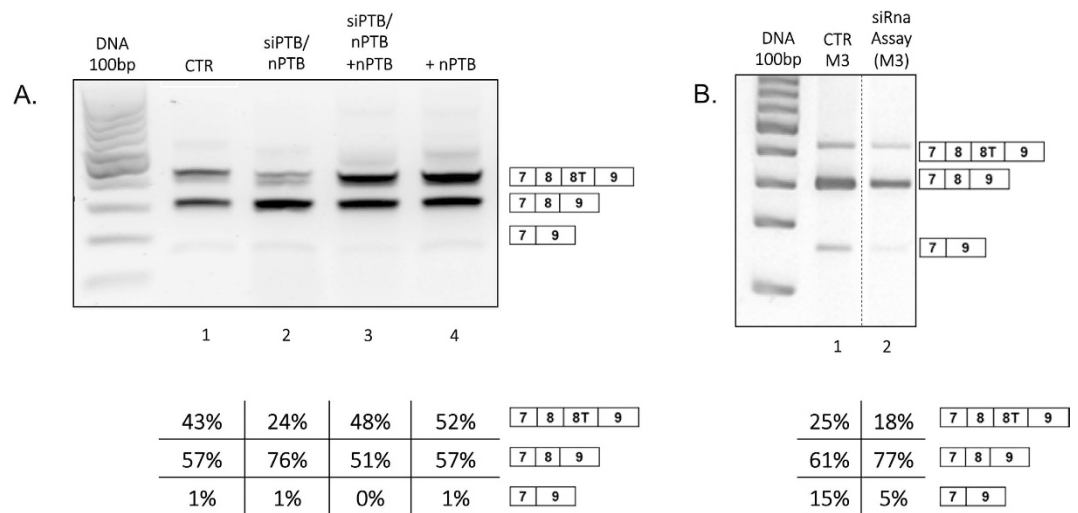 A.
DNA
100bp
CTR
siPTB/
nPTB
siPTB/
nPTB
+nPTB
+ nPTB
7 8 8T 9
7 8 9
7 9
1 2 3 4
43% 24% 48% 52% 7 8 8T 9
57% 76% 51% 57% 7 8 9
1% 1% 0% 1% 7 9
B.
DNA
100bp
CTR
M3
siRna
Assay
(M3)
7 8 8T 9
7 8 9
7 9
1 2
25% 18% 7 8 8T 9
61% 77% 7 8 9
15% 5% 7 9